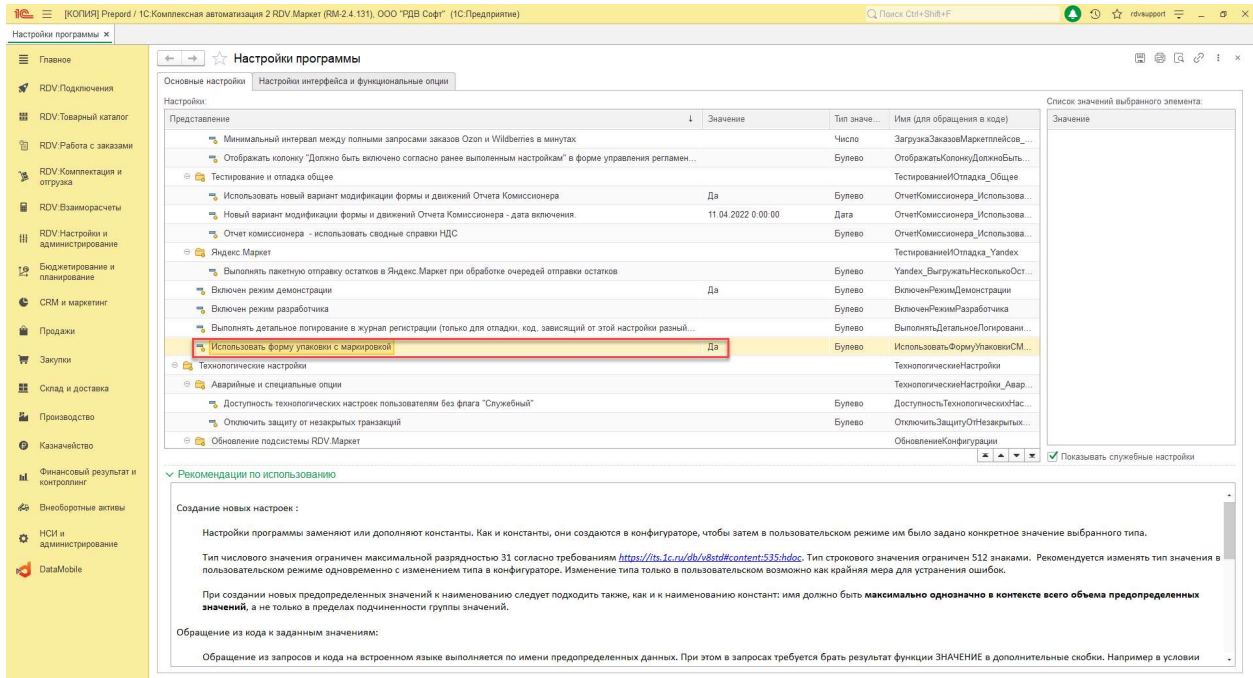 1С [КОПИЯ] Prepord / 1С:Комплексная автоматизация 2 RDV.Маркет (RM-2.4.131), ООО "РДВ Софт" (1С:Предприятие)
Поиск Ctrl+Shift+F
rdvsupport
Настройки программы ×
Главное
RDV:Подключения
RDV:Товарный каталог
RDV:Работа с заказами
RDV:Комплектация и
отгрузка
RDV:Взаиморасчеты
RDV:Настройки и
администрирование
Бюджетирование и
планирование
CRM и маркетинг
Продажи
Закупки
Склад и доставка
Производство
Казначейство
Финансовый результат и
контроллинг
Внеоборотные активы
НСИ и
администрирование
DataMobile
Настройки программы
Основные настройки Настройки интерфейса и функциональные опции
Настройки:
Список значений выбранного элемента:
Представление ↓ Значение Тип значе... Имя (для обращения в коде)
Значение
Минимальный интервал между полными запросами заказов Ozon и Wildberries в минутах Число ЗагрузкаЗаказовМаркетплейсов_...
Отображать колонку "Должно быть включено согласно ранее выполенным настройкам" в форме управления регламен... Булево ОтображатьКолонкуДолжноБыть...
Тестирование и отладка общее ТестированиеИОтладка_Общее
Использовать новый вариант модификации формы и движений Отчета Комиссионера Да Булево ОтчетКомиссионера_Использова...
Новый вариант модификации формы и движений Отчета Комиссионера - дата включения. 11.04.2022 0:00:00 Дата ОтчетКомиссионера_Использова...
Отчет комиссионера - использовать сводные справки НДС Булево ОтчетКомиссионера_Использова...
Яндекс.Маркет ТестированиеИОтладка_Yandex
Выполнять пакетную отправку остатков в Яндекс.Маркет при обработке очередей отправки остатков Булево Yandex_ВыгружатьНесколькоОст...
Включен режим демонстрации Да Булево ВключенРежимДемонстрации
Включен режим разработчика Булево ВключенРежимРазработчика
Выполнять детальное логирование в журнал регистрации (только для отладки, код, зависящий от этой настройки разный... Булево ВыполнятьДетальноеЛогировани...
Использовать форму упаковки с маркировкой Да Булево ИспользоватьФормуУпаковкиСМ...
Технологические настройки ТехнологическиеНастройки
Аварийные и специальные опции ТехнологическиеНастройки_Авар...
Доступность технологических настроек пользователям без флага "Служебный" Булево ДоступностьТехнологическихНас...
Отключить защиту от незакрытых транзакций Булево ОтключитьЗащитуОтНезакрытых...
Обновление подсистемы RDV.Маркет ОбновлениеКонфигурации
Показывать служебные настройки
Рекомендации по использованию
Создание новых настроек :
Настройки программы заменяют или дополняют константы. Как и константы, они создаются в конфигураторе, чтобы затем в пользовательском режиме им было задано конкретное значение выбранного типа.
Тип числового значения ограничен максимальной разрядностью 31 согласно требованиям https://its.1c.ru/db/v8std#content:535:hdoc. Тип строкового значения ограничен 512 знаками. Рекомендуется изменять тип значения в
пользовательском режиме одновременно с изменением типа в конфигураторе. Изменение типа только в пользовательском возможно как крайняя мера для устранения ошибок.
При создании новых предопределенных значений к наименованию следует подходить также, как и к наименованию констант: имя должно быть максимально однозначно в контексте всего объема предопределенных
значений, а не только в пределах подчиненности группы значений.
Обращение из кода к заданным значениям:
Обращение из запросов и кода на встроенном языке выполняется по имени предопределенных данных. При этом в запросах требуется брать результат функции ЗНАЧЕНИЕ в дополнительные скобки. Например в условии